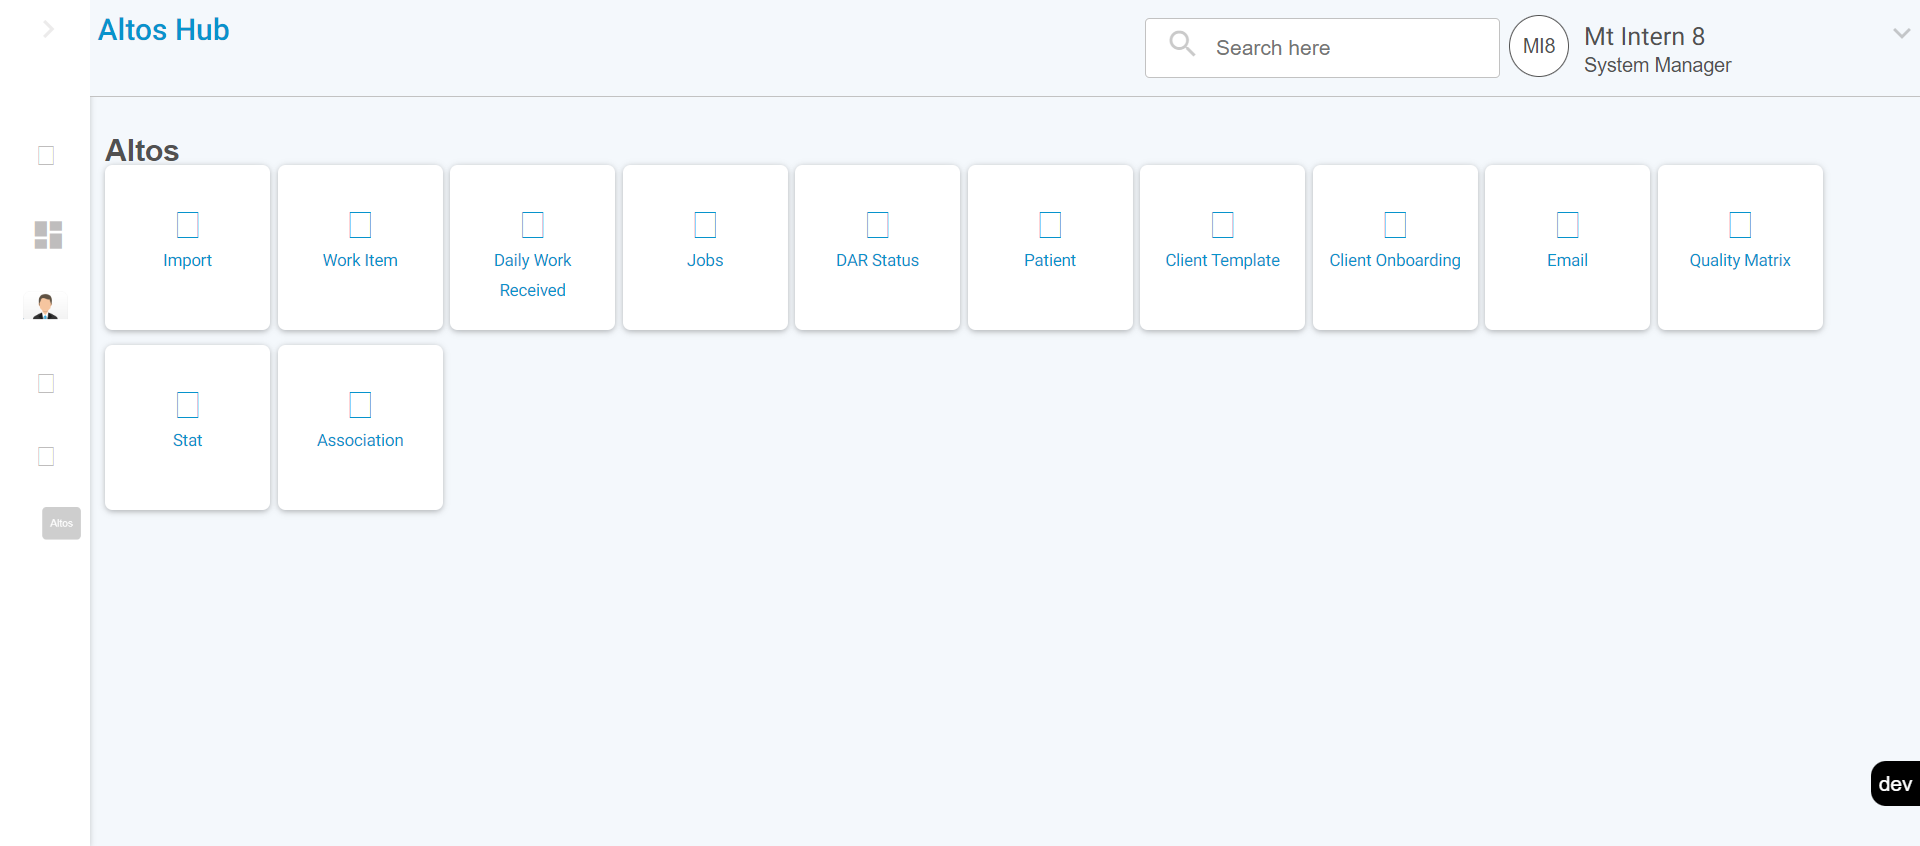 Altos Hub
Search here
MI8
Mt Intern 8
System Manager
Altos
Import
Work Item
Daily Work
Received
Jobs
DAR Status
Patient
Client Template
Client Onboarding
Email
Quality Matrix
Stat
Association
Altos
dev